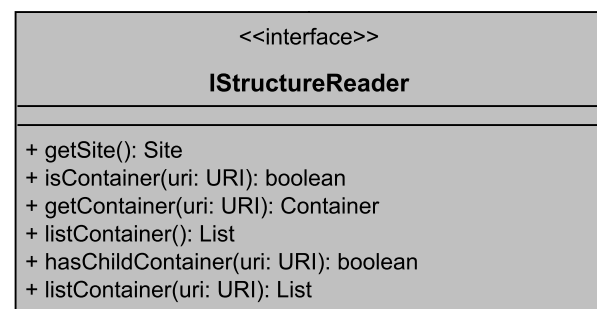 <<interface>>
IStructureReader
+ getSite(): Site
+ isContainer(uri: URI): boolean
+ getContainer(uri: URI): Container
+ listContainer(): List
+ hasChildContainer(uri: URI): boolean
+ listContainer(uri: URI): List